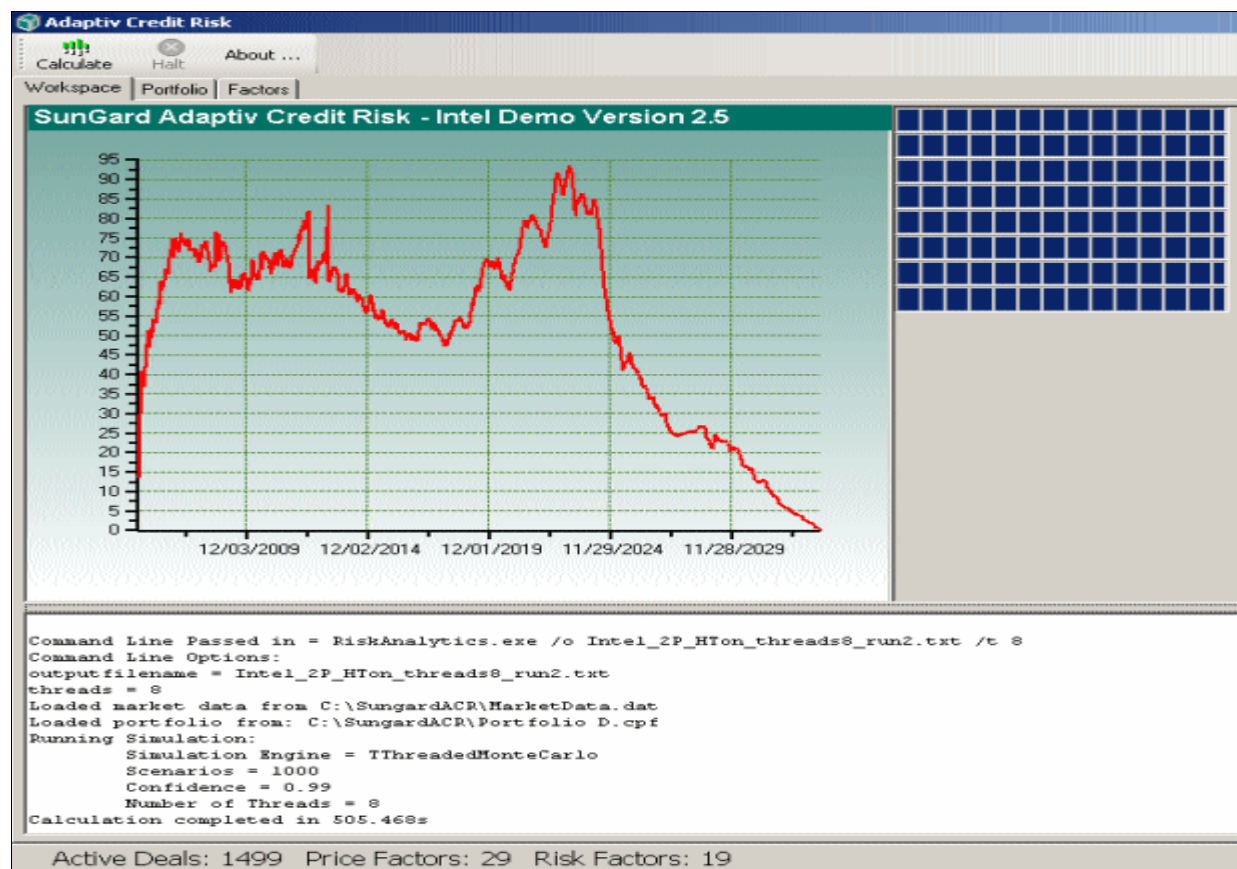 Adaptiv Credit Risk
Calculate Halt About ...
Workspace Portfolio Factors
SunGard Adaptiv Credit Risk - Intel Demo Version 2.5
95
90
85
80
75
70
65
60
55
50
45
40
35
30
25
20
15
10
5
0
12/03/2009 12/02/2014 12/01/2019 11/29/2024 11/28/2029
Command Line Passed in = RiskAnalytics.exe /o Intel_2P_HTon_threads8_run2.txt /t 8
Command Line Options:
outputfilename = Intel_2P_HTon_threads8_run2.txt
threads = 8
Loaded market data from C:\SungardACR\MarketData.dat
Loaded portfolio from: C:\SungardACR\Portfolio D.cpf
Running Simulation:
Simulation Engine = TThreadedMonteCarlo
Scenarios = 1000
Confidence = 0.99
Number of Threads = 8
Calculation completed in 505.468s
Active Deals: 1499 Price Factors: 29 Risk Factors: 19